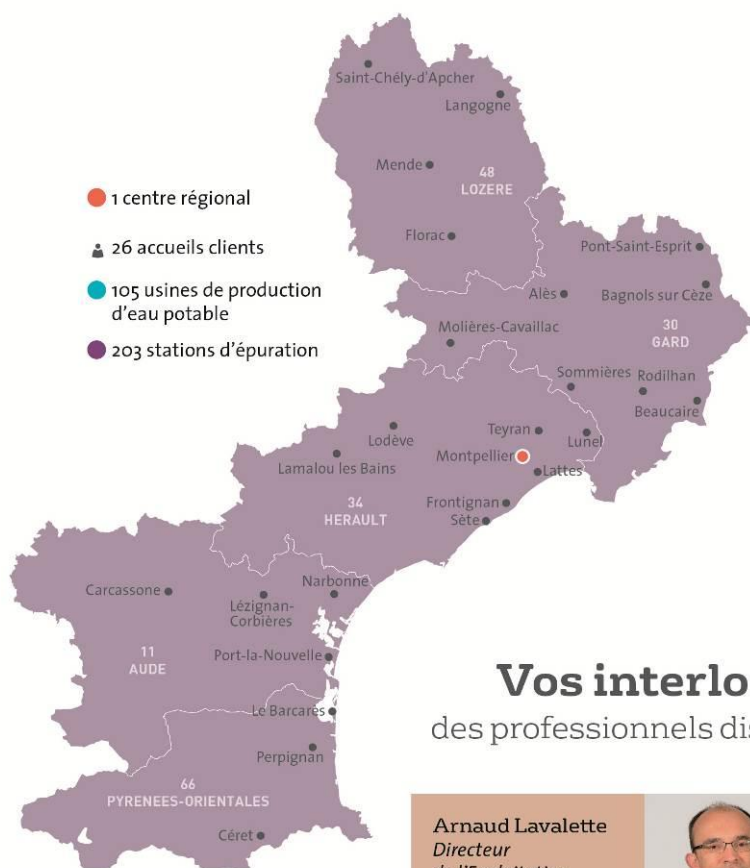 Saint-Chély-d'Apcher
Langogne
Mende
48
LOZERE
Florac
1 centre régional
26 accueils clients
105 usines de production
d'eau potable
203 stations d'épuration
Pont-Saint-Esprit
Alès
Bagnols sur Cèze
Molières-Cavaillac
30
GARD
Sommières
Rodilhan
Beaucaire
Teyran
Lunel
Lodève
Montpellier
Lamalou les Bains
Lattes
34
HERAULT
Frontignan
Sète
Carcassone
Narbonne
Lézignan-
Corbières
11
AUDE
Port-la-Nouvelle
Le Barcarès
Perpignan
66
PYRENEES-ORIENTALES
Céret
Vos interlo
des professionnels dis
Arnaud Lavalette
Directeur